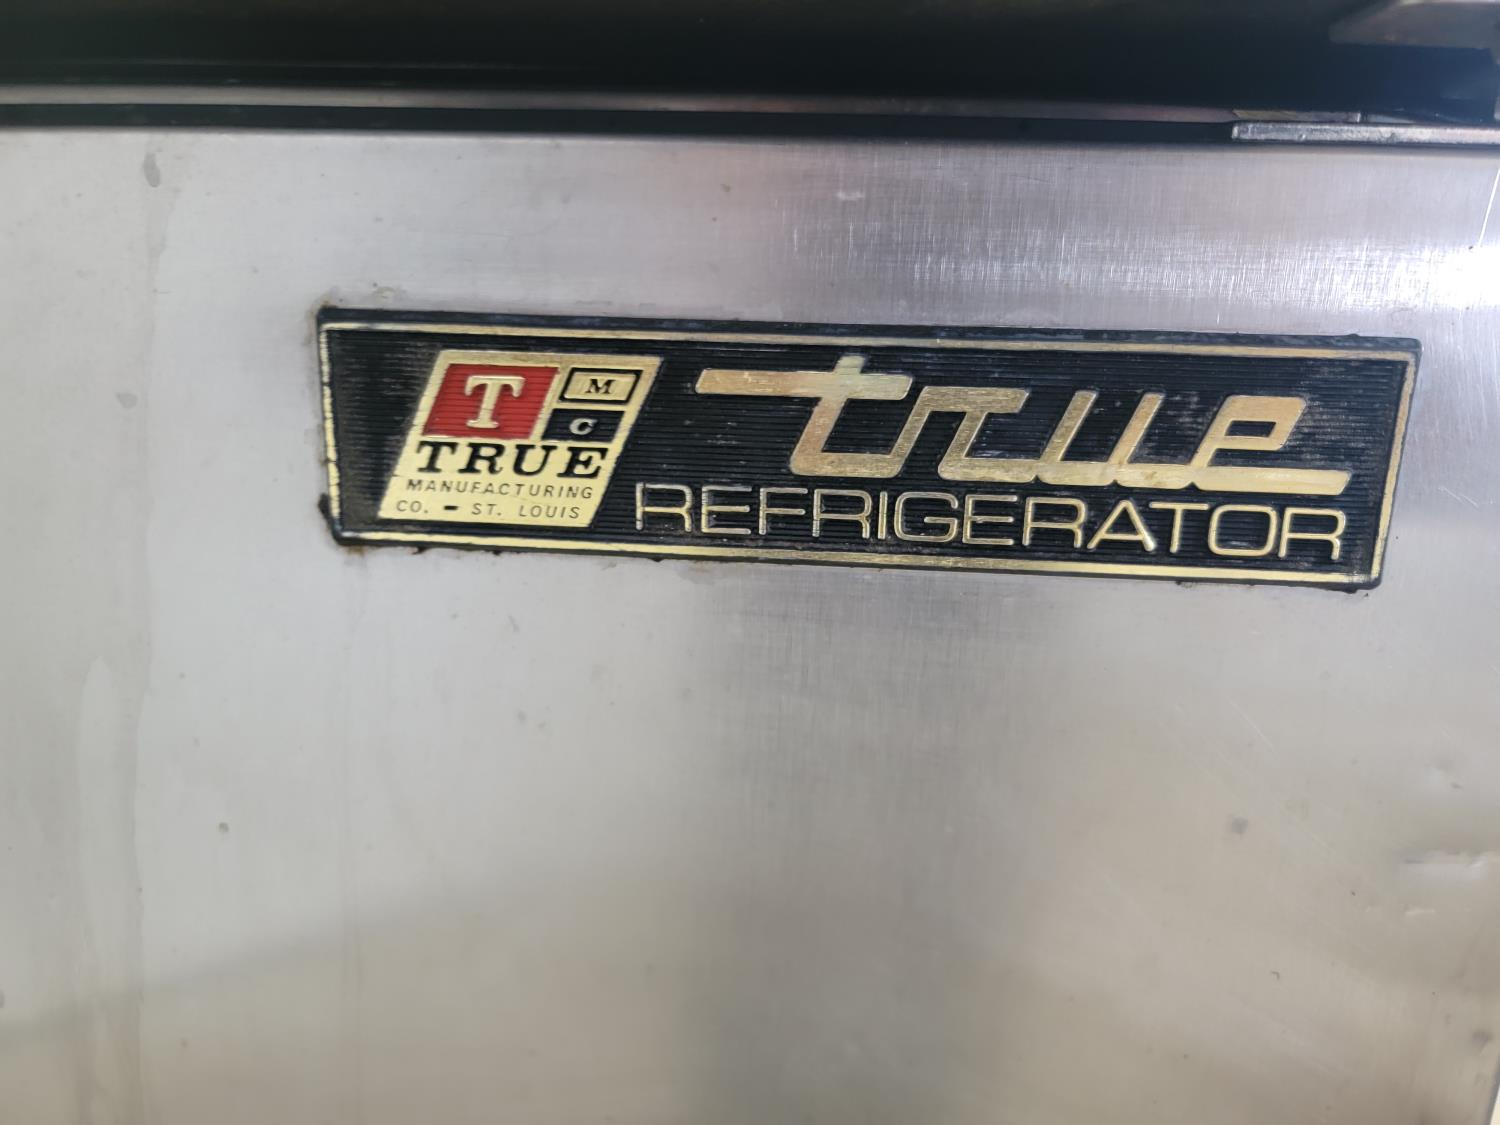 T M
C
TRUE
MANUFACTURING
CO. - ST. LOUIS
true
REFRIGERATOR